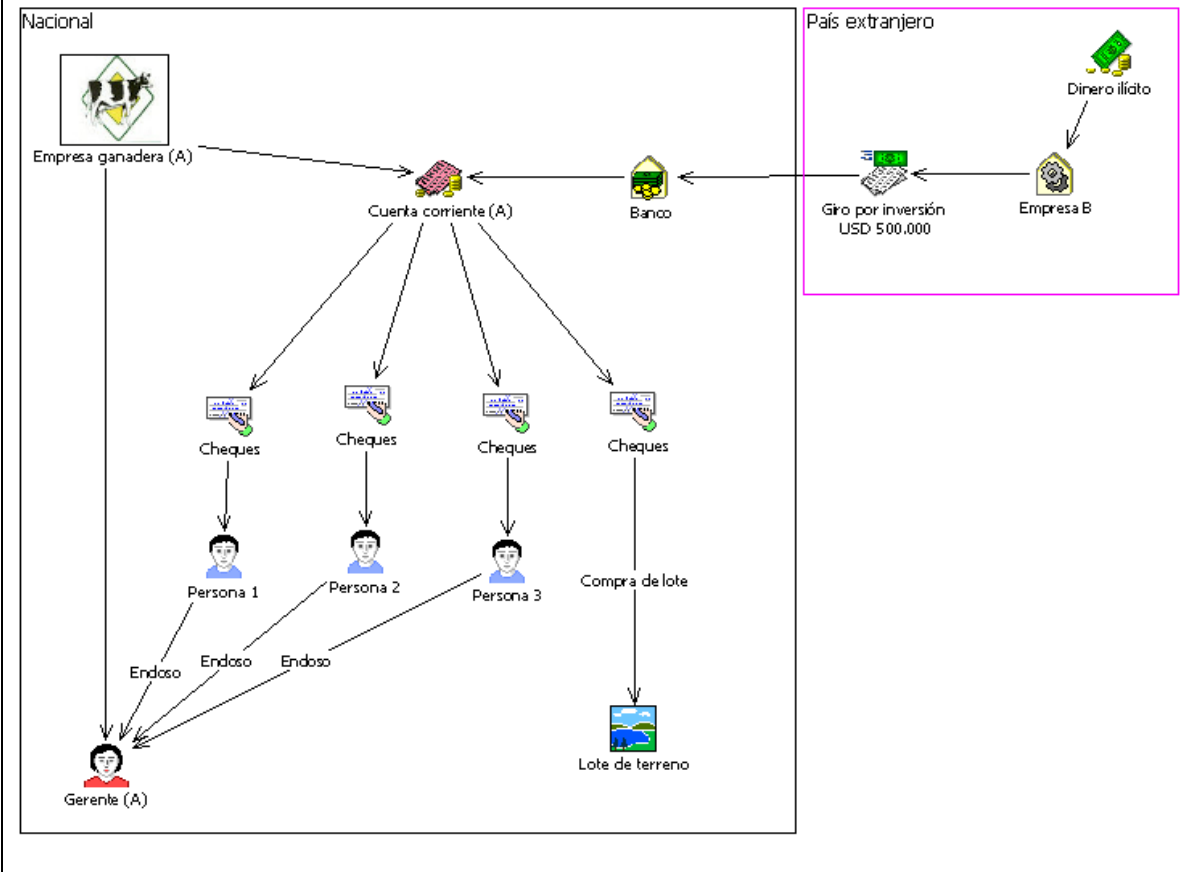 Nacional
País extranjero
Dinero ilícito
Empresa ganadera (A)
Cuenta corriente (A)
Banco
Giro por inversión
USD 500.000
Empresa B
Cheques
Cheques
Cheques
Cheques
Persona 1
Persona 2
Persona 3
Compra de lote
Endoso
Endoso
Endoso
Lote de terreno
Gerente (A)